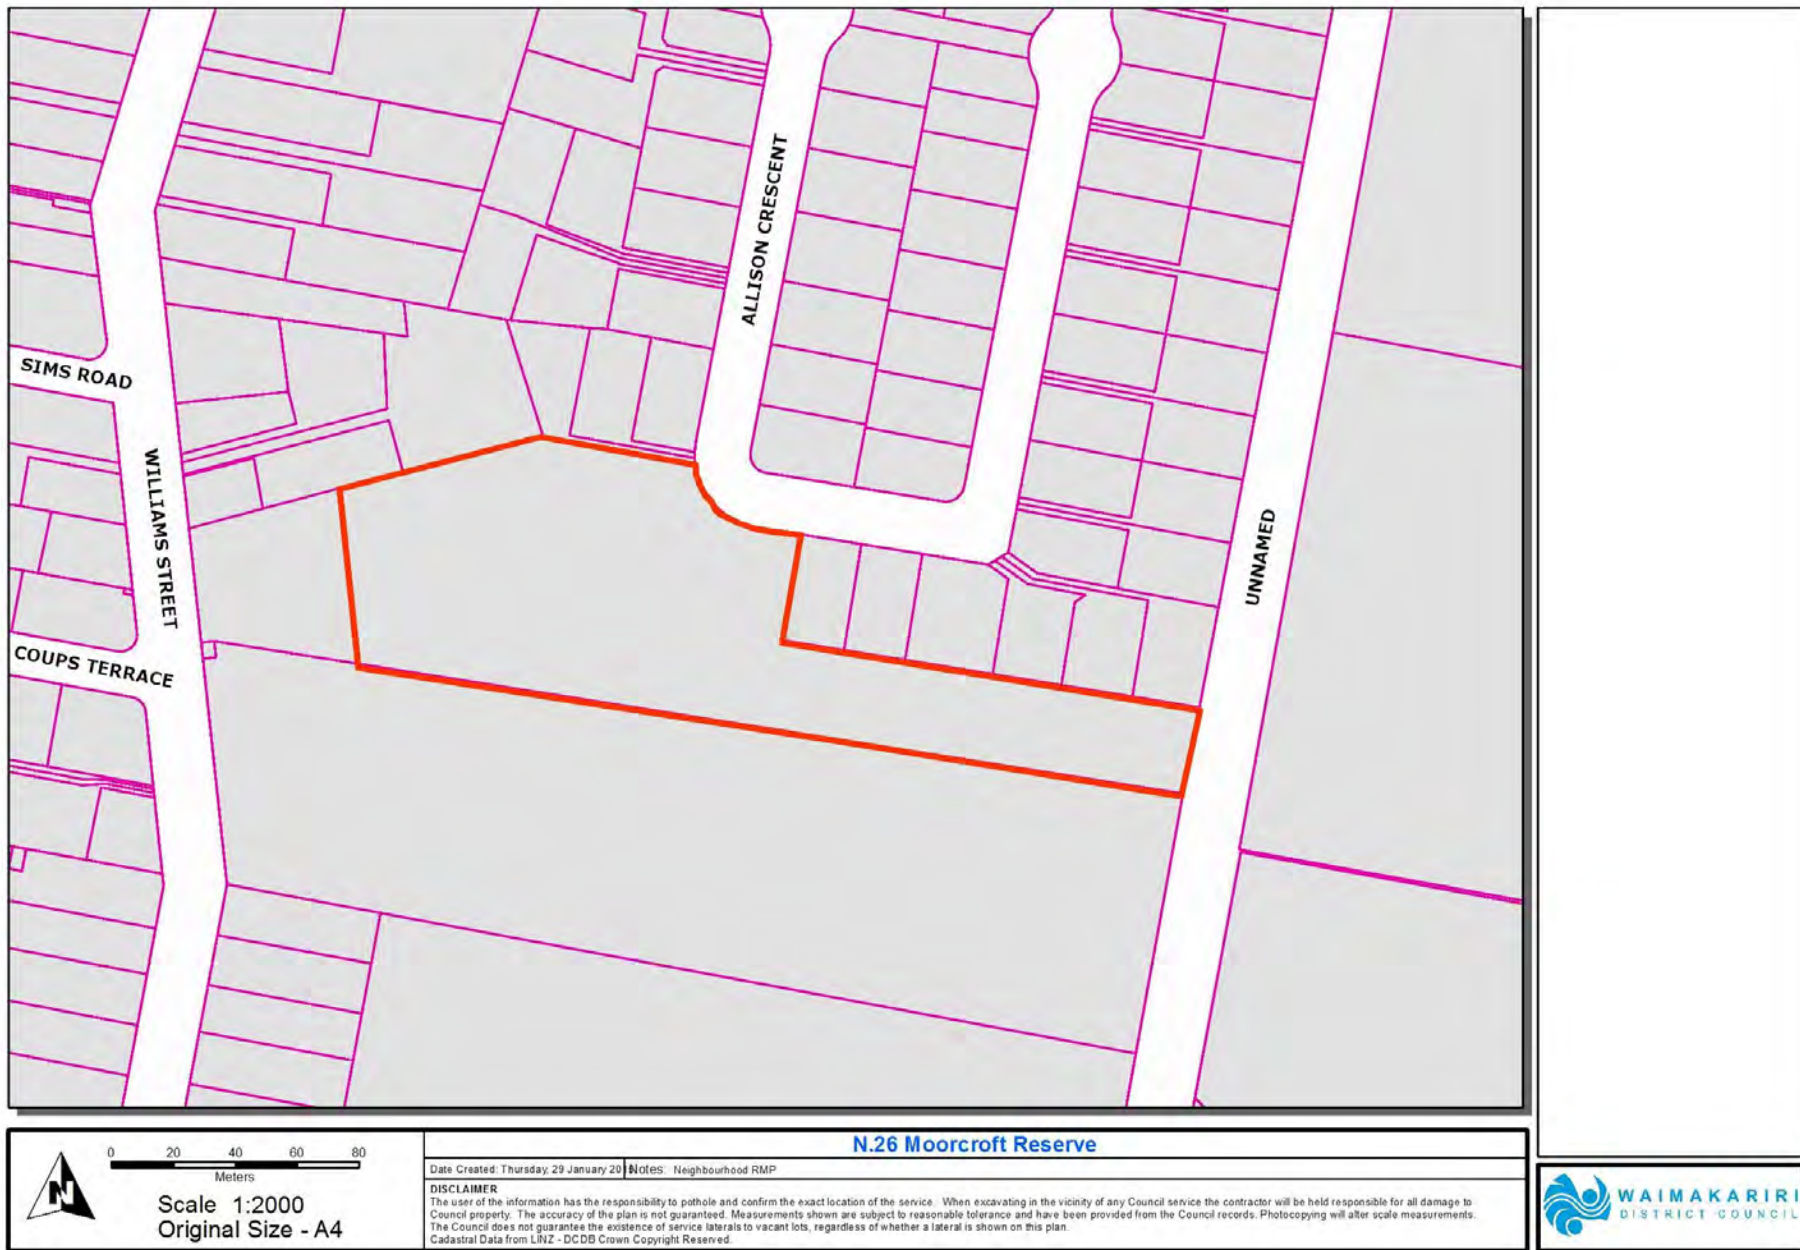 ALLISON CRESCENT
SIMS ROAD
WILLIAMS STREET
UNNAMED
COUPS TERRACE
N.26 Moorcroft Reserve
0 20 40 60 80
Meters
N
Scale 1:2000
Original Size - A4
Date Created: Thursday, 29 January Notes: Neighbourhood RMP
DISCLAIMER
The user of the information has the responsibility to pothole and confirm the exact location of the service. When excavating in the vicinity of any Council service the contractor will be held responsible for all damage to
Council property. The accuracy of the plan is not guaranteed. Measurements shown are subject to reasonable tolerance and have been provided from the Council records. Photocopying will alter scale measurements.
The Council does not guarantee the existence of service laterals to vacant lots, regardless of whether a lateral is shown on this plan.
Cadastral Data from LINZ - DCDB Crown Copyright Reserved.
WAIMAKARIRI
DISTRICT COUNCIL